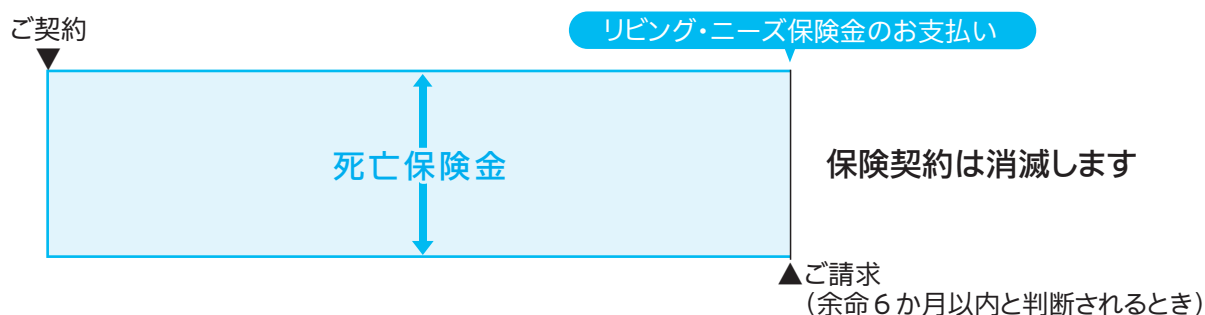 ご契約
▼
リビング・ニーズ保険金のお支払い
死亡保険金
保険契約は消滅します
▲ご請求
(余命6か月以内と判断されるとき)